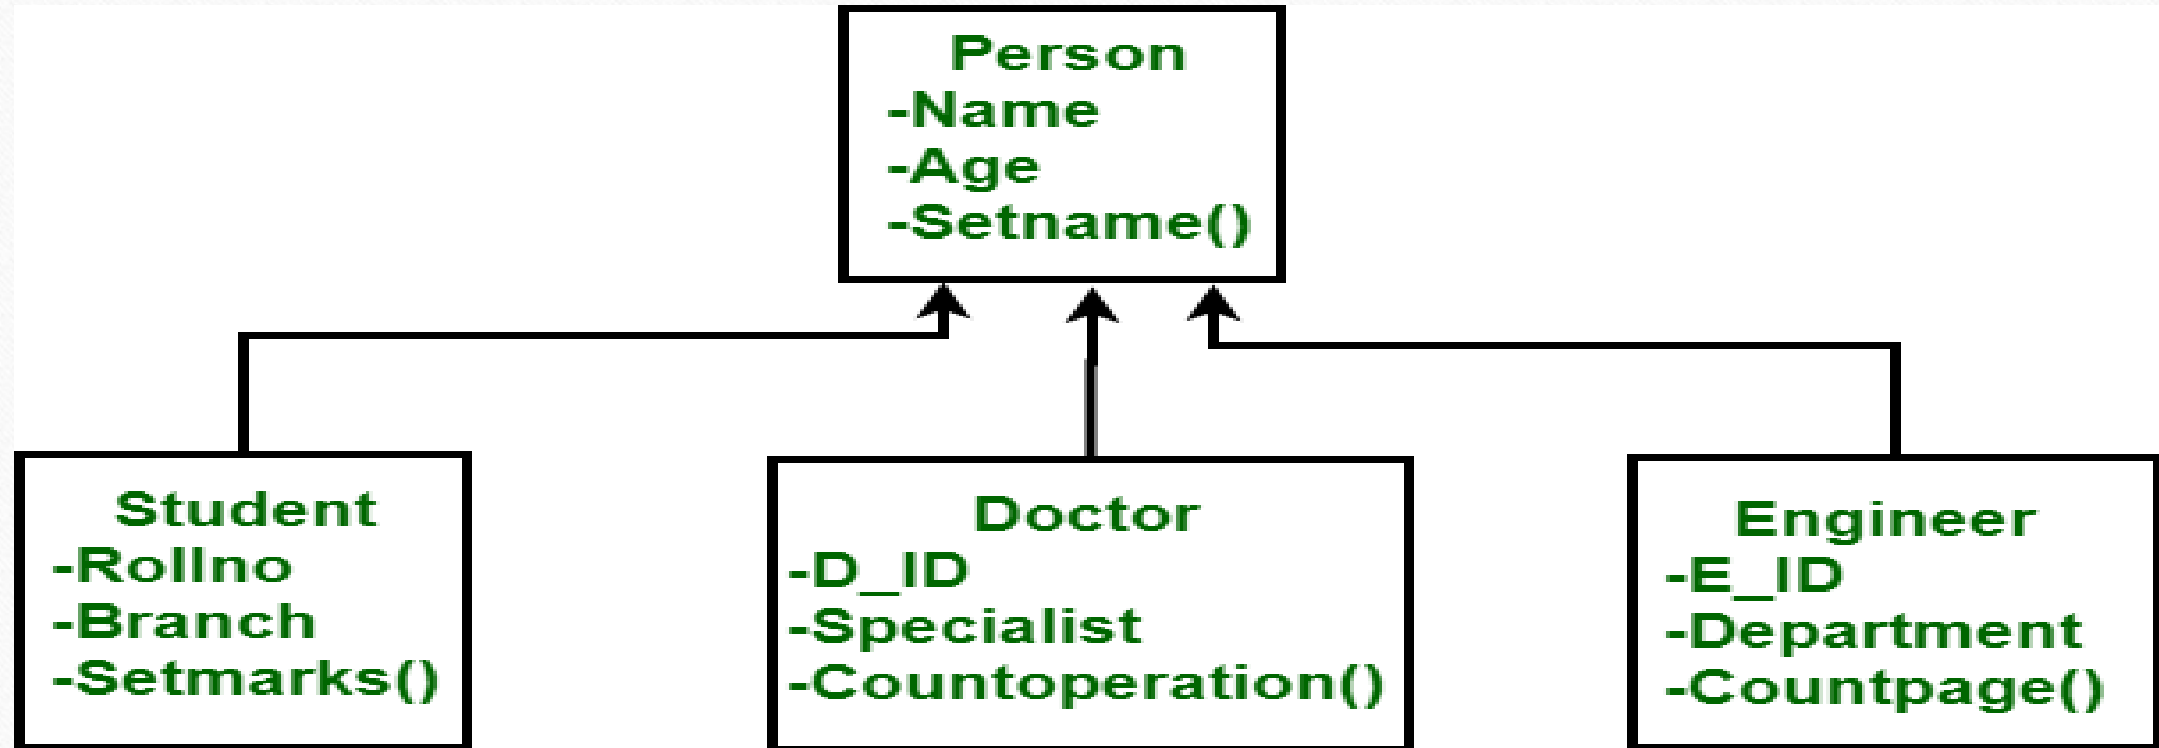 Person
-Name
-Age
-Setname()
Student
-Rollno
-Branch
-Setmarks()
Doctor
-D_ID
-Specialist
-Countoperation()
Engineer
-E_ID
-Department
-Countpage()